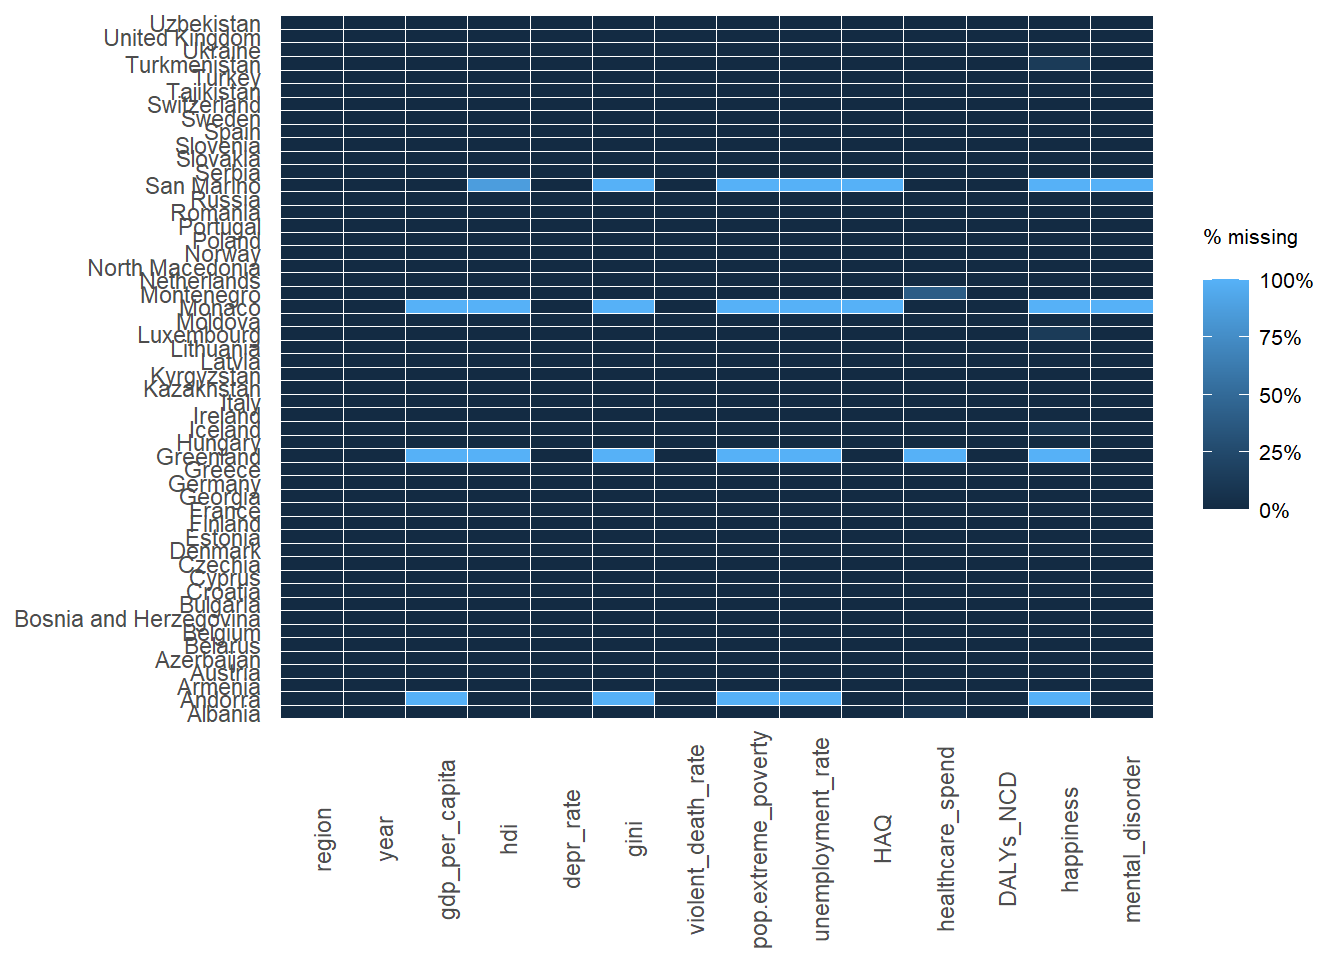 Uzbekistan
United Kingdom
Ukraine
Turkmenistan
Turkey
Tajikistan
Switzerland
Sweden
Spain
Slovenia
Slovakia
Serbia
San Marino
Russia
Romania
Portugal
Poland
Norway
North Macedonia
Netherlands
Montenegro
Monaco
Moldova
Luxembourg
Lithuania
Latvia
Kyrgyzstan
Kazakhstan
Italy
Ireland
Iceland
Hungary
Greenland
Greece
Germany
Georgia
France
Finland
Estonia
Denmark
Czechia
Cyprus
Croatia
Bulgaria
Bosnia and Herzegovina
Belgium
Belarus
Azerbaijan
Austria
Armenia
Andorra
Albania
region
year
gdp_per_capita
hdi
depr_rate
gini
violent_death_rate
pop.extreme_poverty
unemployment_rate
HAQ
healthcare_spend
DALYs_NCD
happiness
mental_disorder
% missing
100%
75%
50%
25%
0%